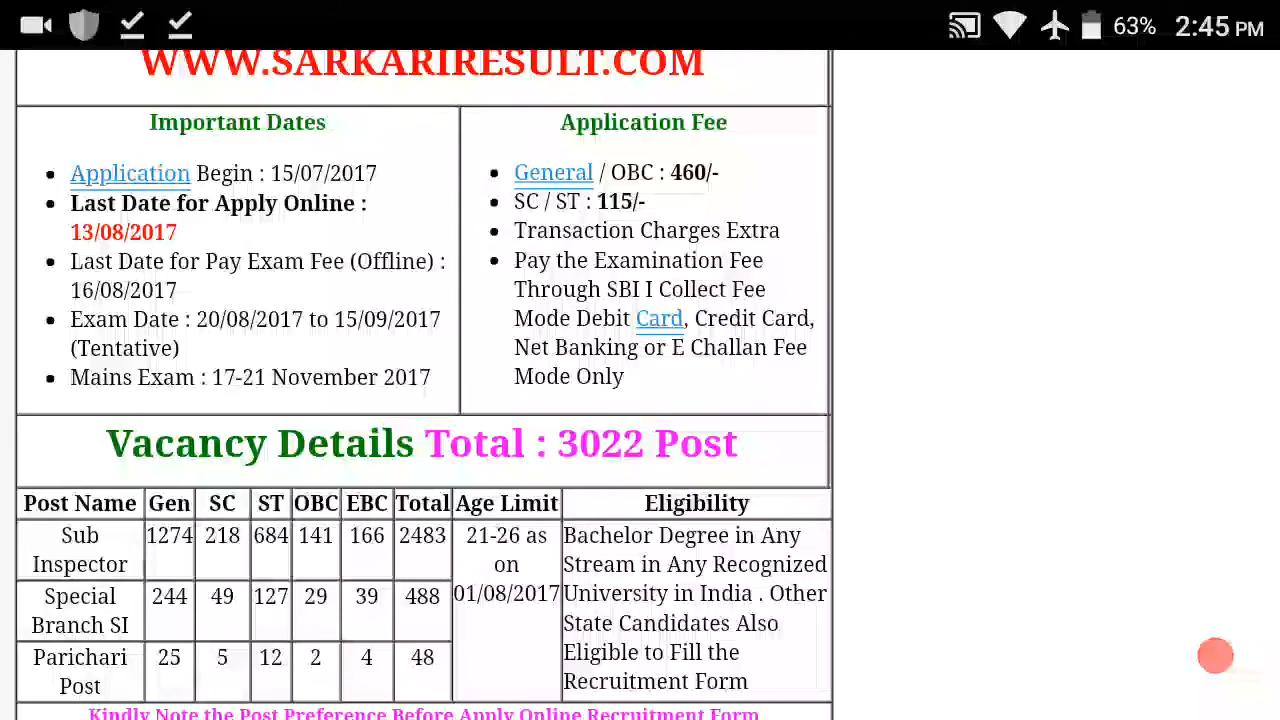 63% 2:45 PM
WWW.SARKARIRESULT.COM
Important Dates
Application Begin : 15/07/2017
Last Date for Apply Online :
13/08/2017
Last Date for Pay Exam Fee (Offline) :
16/08/2017
Exam Date : 20/08/2017 to 15/09/2017
(Tentative)
Mains Exam : 17-21 November 2017
Application Fee
General / OBC : 460/-
SC / ST : 115/-
Transaction Charges Extra
Pay the Examination Fee
Through SBI I Collect Fee
Mode Debit Card, Credit Card,
Net Banking or E Challan Fee
Mode Only
Vacancy Details Total : 3022 Post
Post Name Gen SC ST OBC EBC Total Age Limit Eligibility
Sub
Inspector
1274 218 684 141 166 2483
Special
Branch SI
244 49 127 29 39 488
Parichari
Post
25 5 12 2 4 48
21-26 as
on
01/08/2017
Bachelor Degree in Any
Stream in Any Recognized
University in India . Other
State Candidates Also
Eligible to Fill the
Recruitment Form
Kindly Note the Post Preference Before Apply Online Recruitment Form